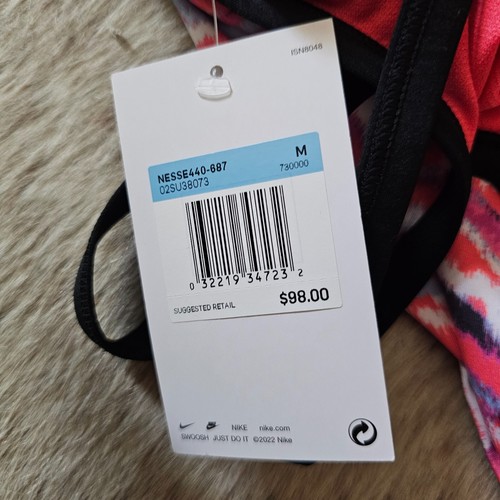 ISN8048
NESSE440-687 M
02SU38073 730000
0 32219 34723 2
SUGGESTED RETAIL $98.00
NIKE nike.com
SWOOSH JUST DO IT ©2022 Nike